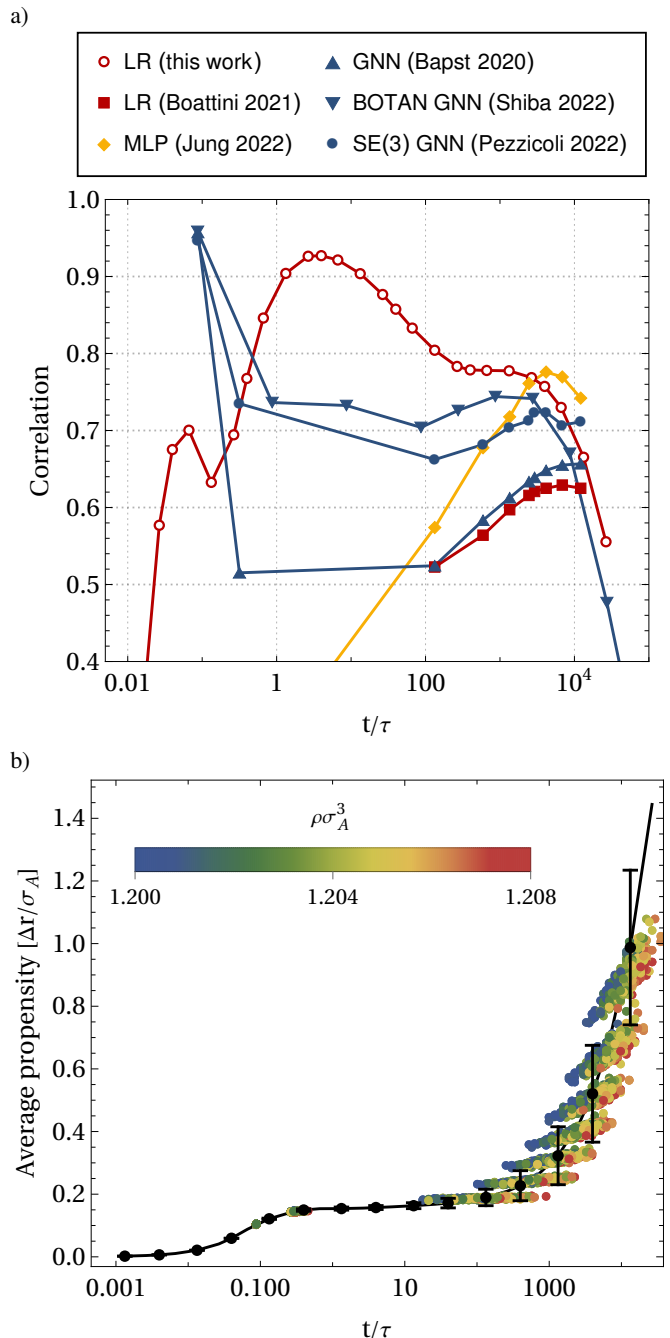 a)
LR (this work) GNN (Bapst 2020)
LR (Boattini 2021) BOTAN GNN (Shiba 2022)
MLP (Jung 2022) SE(3) GNN (Pezzicoli 2022)
1.0
0.9
0.8
0.7
0.6
0.5
0.4
Correlation
0.01 1 100 10⁴
t/τ
b)
1.4
1.2
1.0
0.8
0.6
0.4
0.2
0.0
Average propensity [Δr/σ_A]
ρσ_A^3
1.200 1.204 1.208
0.001 0.100 10 1000
t/τ